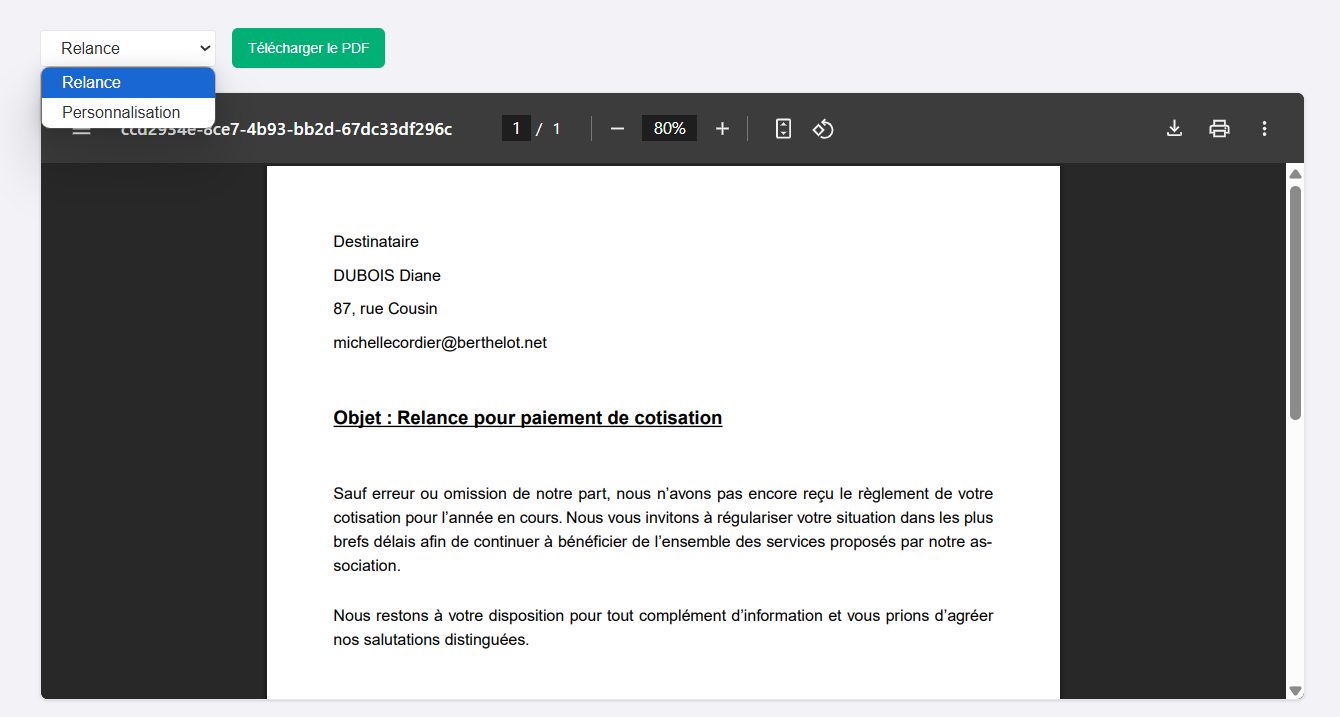 Relance
Télécharger le PDF
Relance
Personnalisation
ccd2934e-8ce7-4b93-bb2d-67dc33df296c
1 / 1
80%
Destinataire
DUBOIS Diane
87, rue Cousin
michellecordier@berthelot.net
Objet : Relance pour paiement de cotisation
Sauf erreur ou omission de notre part, nous n’avons pas encore reçu le règlement de votre
cotisation pour l’année en cours. Nous vous invitons à régulariser votre situation dans les plus
brefs délais afin de continuer à bénéficier de l’ensemble des services proposés par notre as-
sociation.
Nous restons à votre disposition pour tout complément d’information et vous prions d’agréer
nos salutations distinguées.